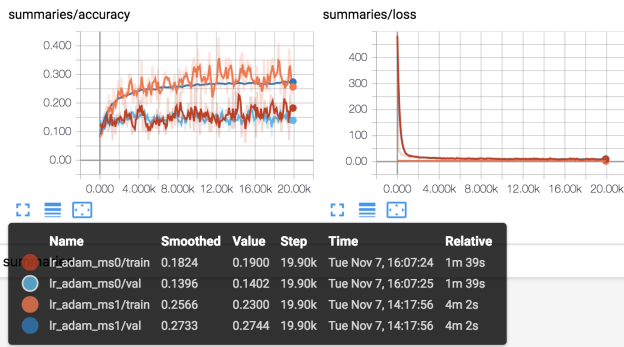 summaries/accuracy
summaries/loss
0.400
0.300
0.200
0.100
0.00
0.000 4.000k 8.000k 12.00k 16.00k 20.00k
400
300
200
100
0.00
0.000 4.000k 8.000k 12.00k 16.00k 20.00k
Name Smoothed Value Step Time Relative
lr_adam_ms0/train 0.1824 0.1900 19.90k Tue Nov 7, 16:07:24 1m 39s
lr_adam_ms0/val 0.1396 0.1402 19.90k Tue Nov 7, 16:07:25 1m 39s
lr_adam_ms1/train 0.2566 0.2300 19.90k Tue Nov 7, 14:17:56 4m 2s
lr_adam_ms1/val 0.2733 0.2744 19.90k Tue Nov 7, 14:17:56 4m 2s